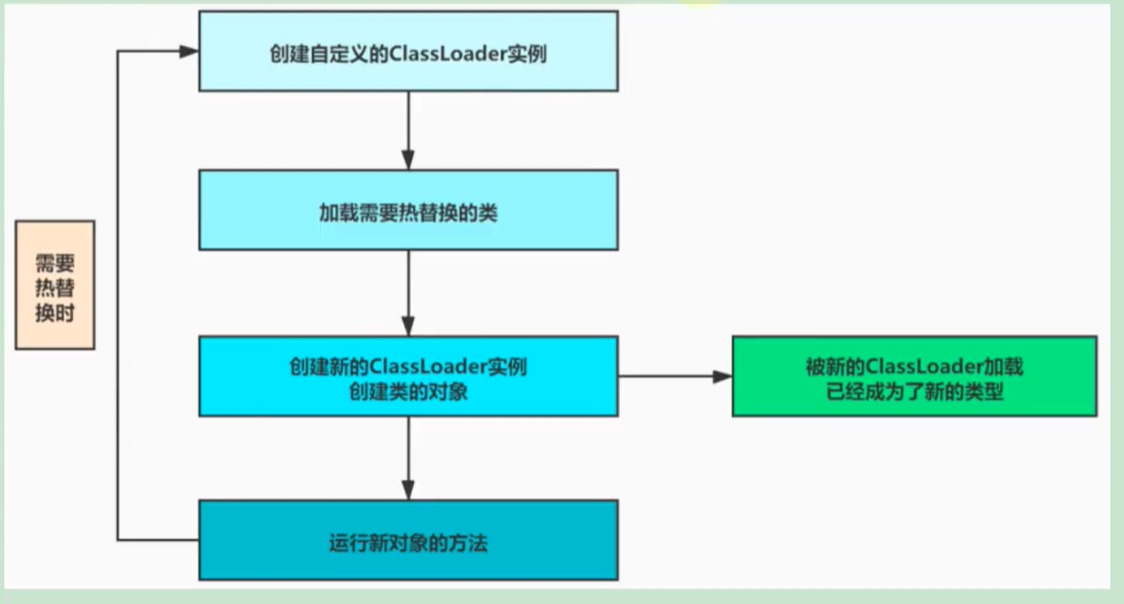 创建自定义的ClassLoader实例
加载需要热替换的类
需要
热替
换时
创建新的ClassLoader实例
创建类的对象
被新的ClassLoader加载
已经成为了新的类型
运行新对象的方法